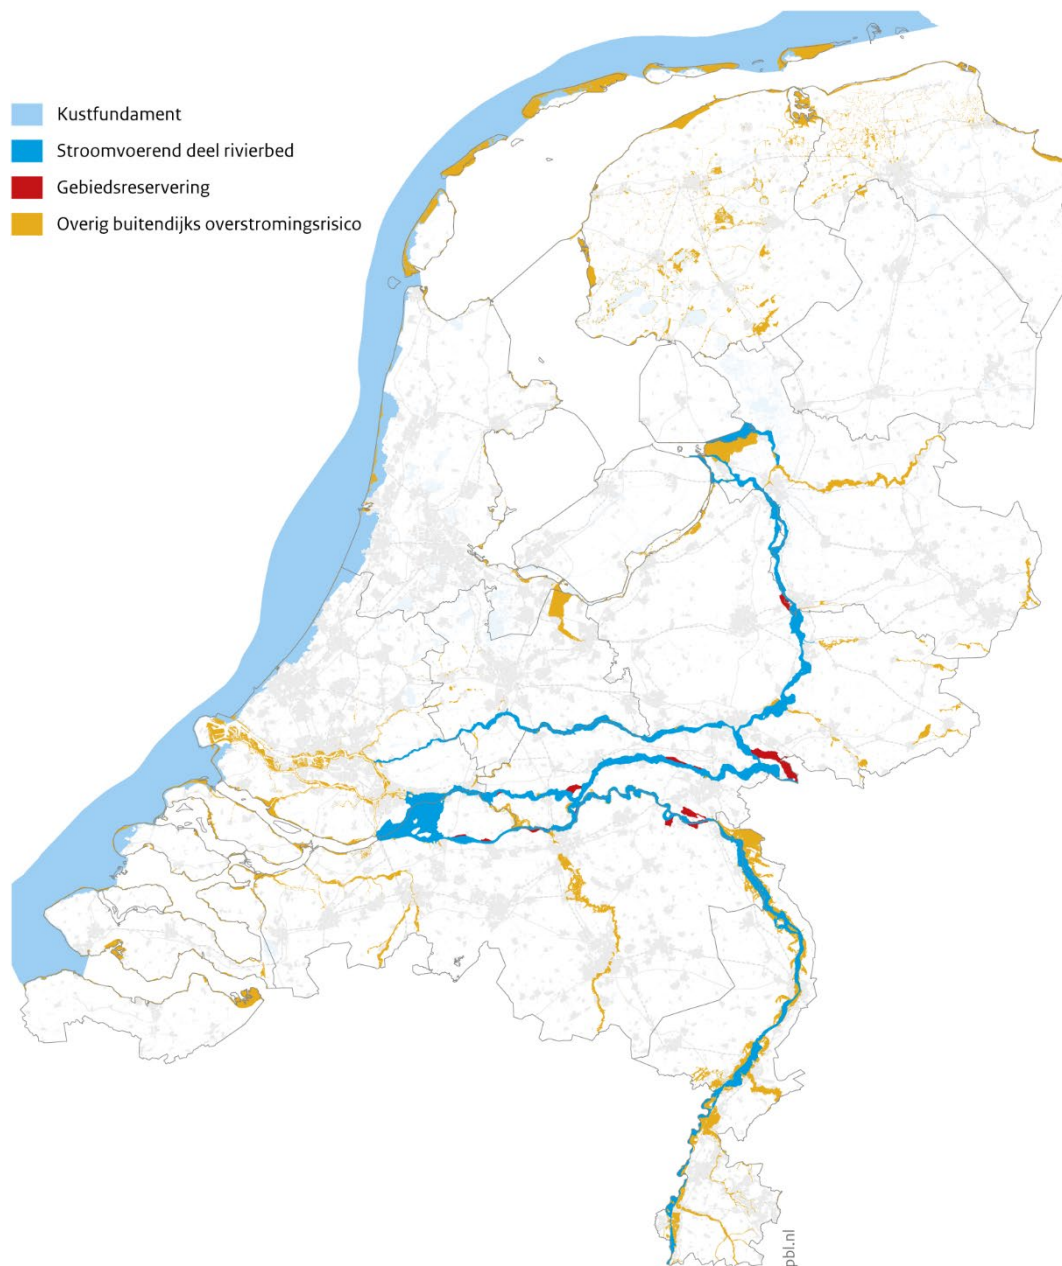 Kustfundament
Stroomvoerend deel rivierbed
Gebiedsreservering
Overig buitendijks overstromingsrisico
pbl.nl